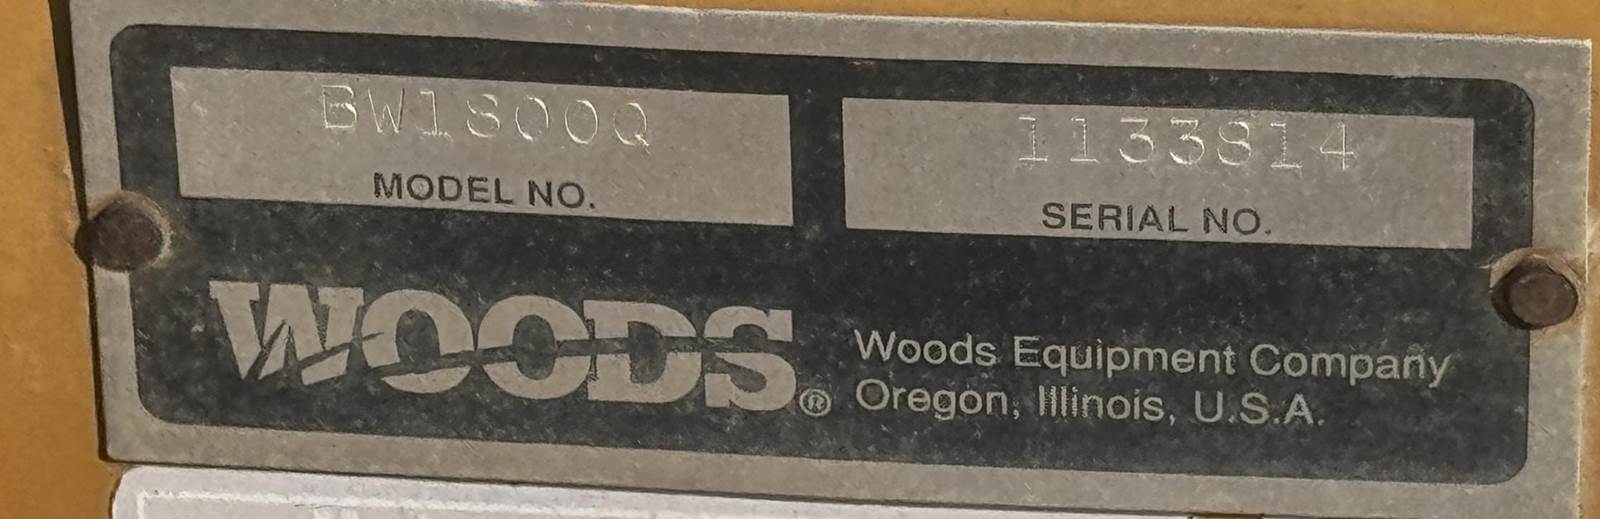 BW1800Q
MODEL NO.
1133814
SERIAL NO.
WOODS®
Woods Equipment Company
Oregon, Illinois, U.S.A.